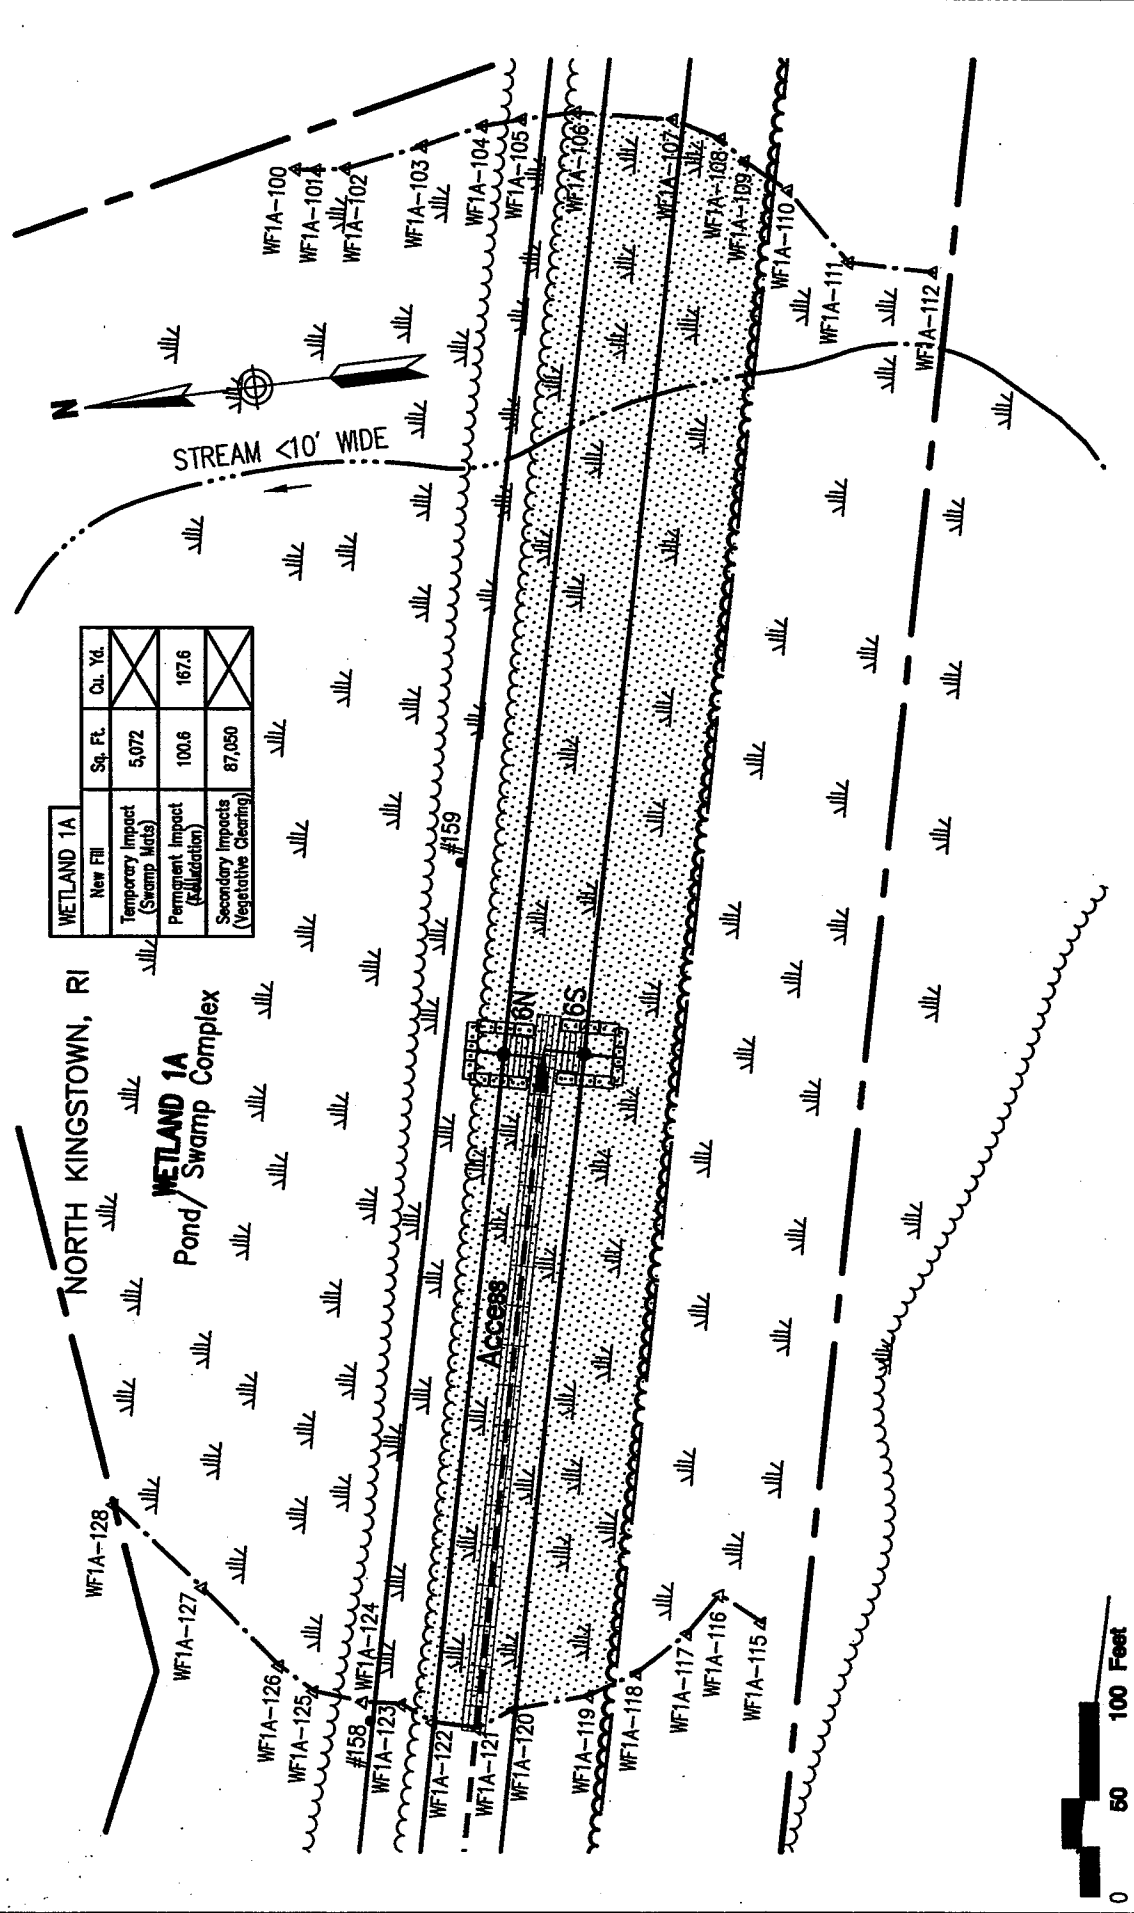 NORTH KINGSTOWN, RI
WETLAND 1A
Pond/ Swamp Complex
WETLAND 1A
New Fill Sq. Ft. Cu. Yd.
Temporary Impact
(Swamp Mats)
5,072
Permanent Impact
100.6 167.6
Secondary Impacts
(Vegetative Clearing)
87,050
STREAM <10' WIDE
N
WF1A-100
WF1A-101
WF1A-102
WF1A-103
WF1A-104
WF1A-105
WF1A-106
WF1A-107
WF1A-108
WF1A-109
WF1A-110
WF1A-111
WF1A-112
#159
6N
6S
Access
WF1A-128
WF1A-127
WF1A-126
WF1A-125
WF1A-124
#158
WF1A-123
WF1A-122
WF1A-121
WF1A-120
WF1A-119
WF1A-118
WF1A-117
WF1A-116
WF1A-115
0 50 100 Feet